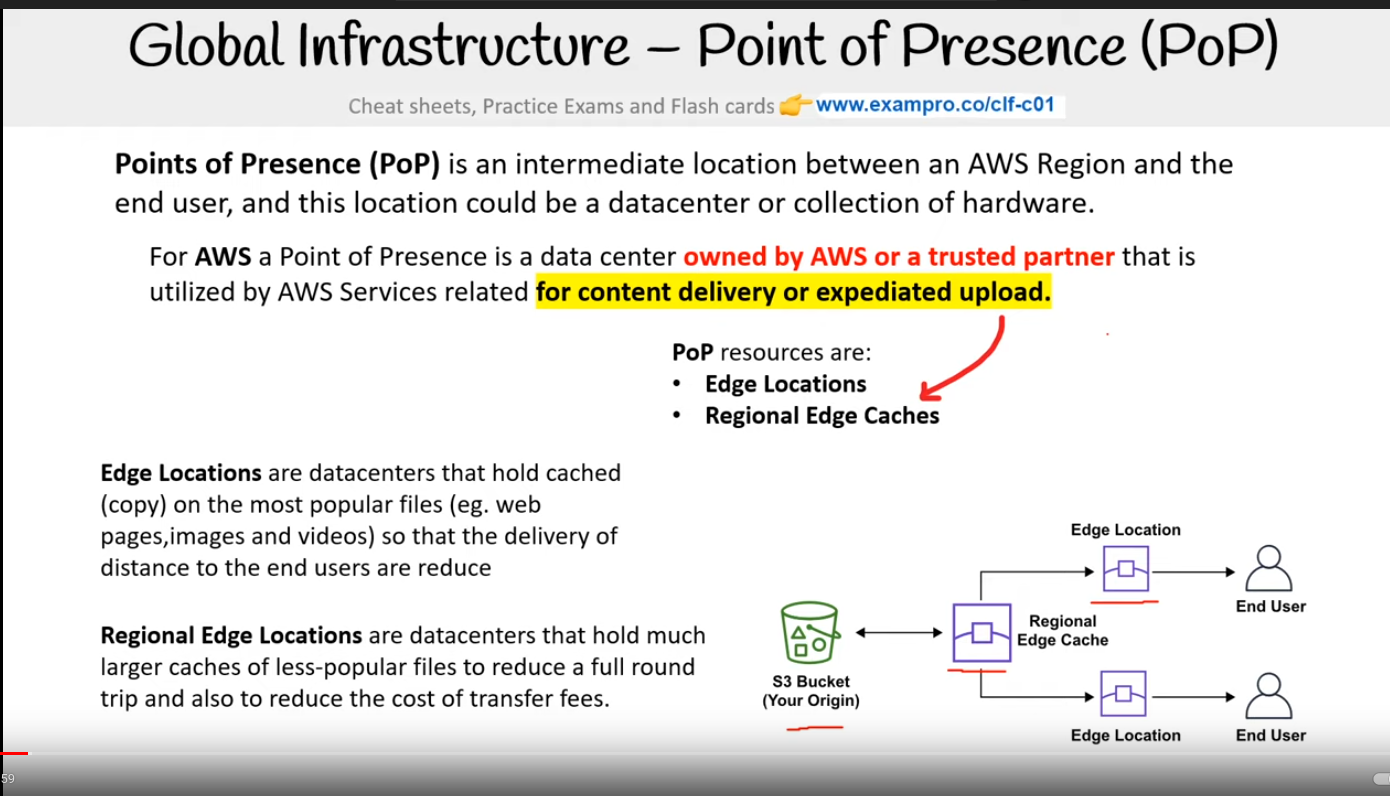 Global Infrastructure – Point of Presence (PoP)
Cheat sheets, Practice Exams and Flash cards 👉 www.exampro.co/clf-c01
Points of Presence (PoP) is an intermediate location between an AWS Region and the
end user, and this location could be a datacenter or collection of hardware.
For AWS a Point of Presence is a data center owned by AWS or a trusted partner that is
utilized by AWS Services related for content delivery or expediated upload.
PoP resources are:
• Edge Locations
• Regional Edge Caches
Edge Locations are datacenters that hold cached
(copy) on the most popular files (eg. web
pages,images and videos) so that the delivery of
distance to the end users are reduce
Regional Edge Locations are datacenters that hold much
larger caches of less-popular files to reduce a full round
trip and also to reduce the cost of transfer fees.
Edge Location
End User
Regional
Edge Cache
S3 Bucket
(Your Origin)
Edge Location
End User
59